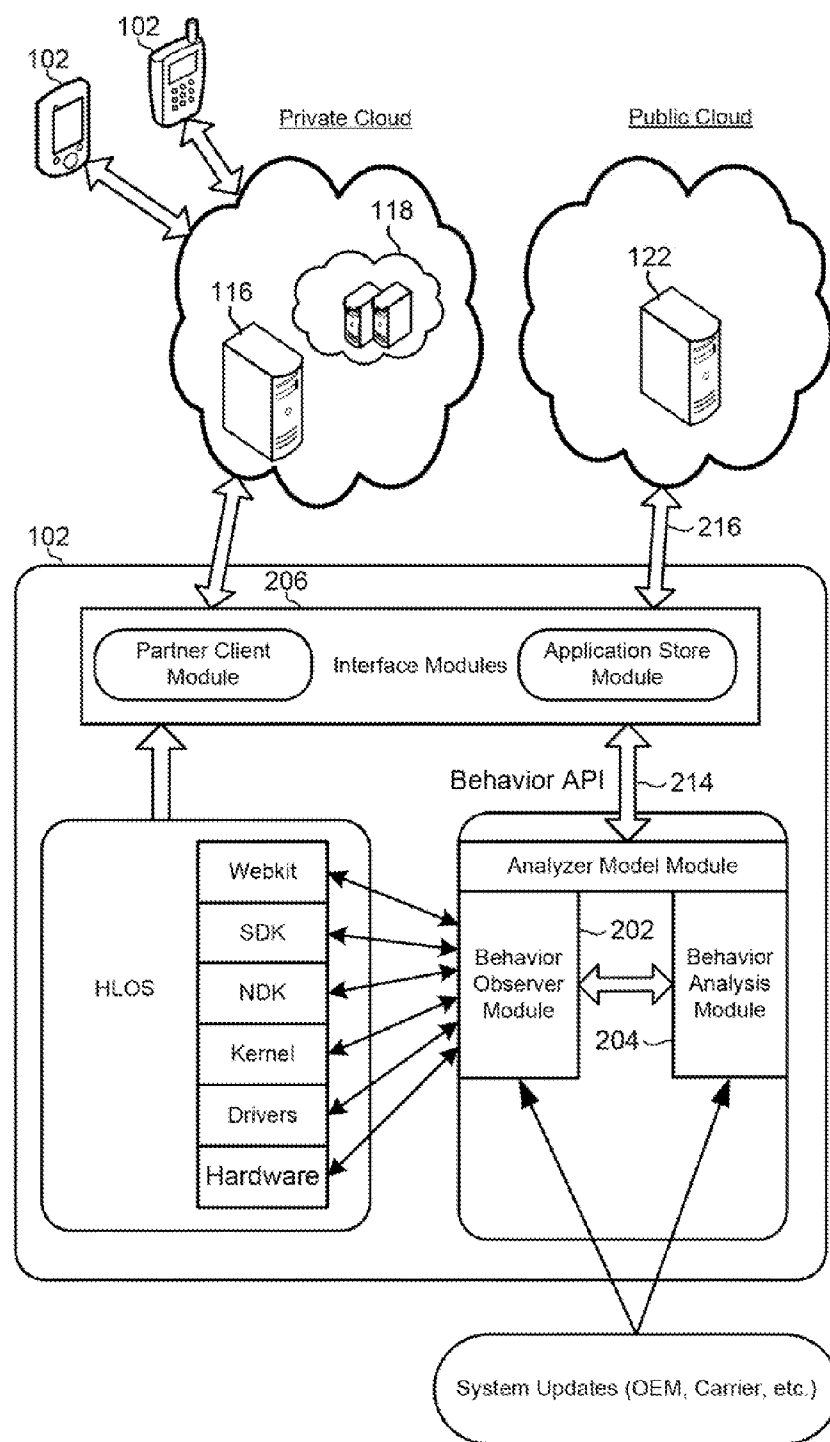 102
102
Private Cloud
Public Cloud
118
116
122
102
216
206
Partner Client
Module
Interface Modules
Application Store
Module
Behavior API
214
Analyzer Model Module
Webkit
SDK
NDK
Kernel
Drivers
Hardware
HLOS
202
Behavior
Observer
Module
Behavior
Analysis
Module
204
System Updates (OEM, Carrier, etc.)